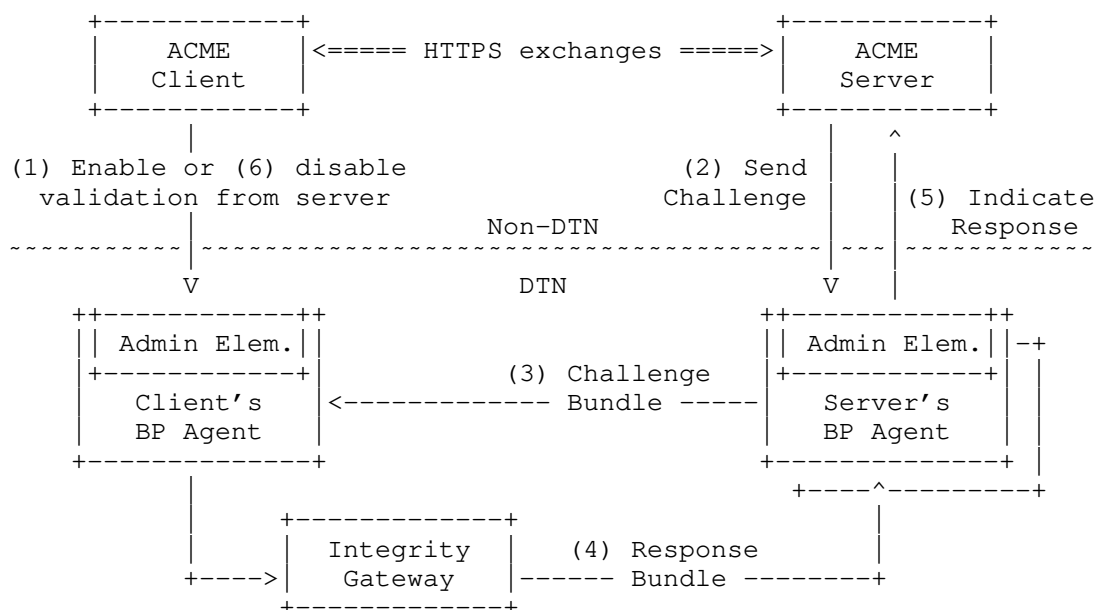 ACME <===== HTTPS exchanges =====> ACME
Client Server
(1) Enable or (6) disable (2) Send
validation from server Challenge (5) Indicate
Non-DTN Response
V DTN V
Admin Elem. Admin Elem.
(3) Challenge
Client's <------------- Bundle ----- Server's
BP Agent BP Agent
Integrity (4) Response
Gateway ------ Bundle --------+